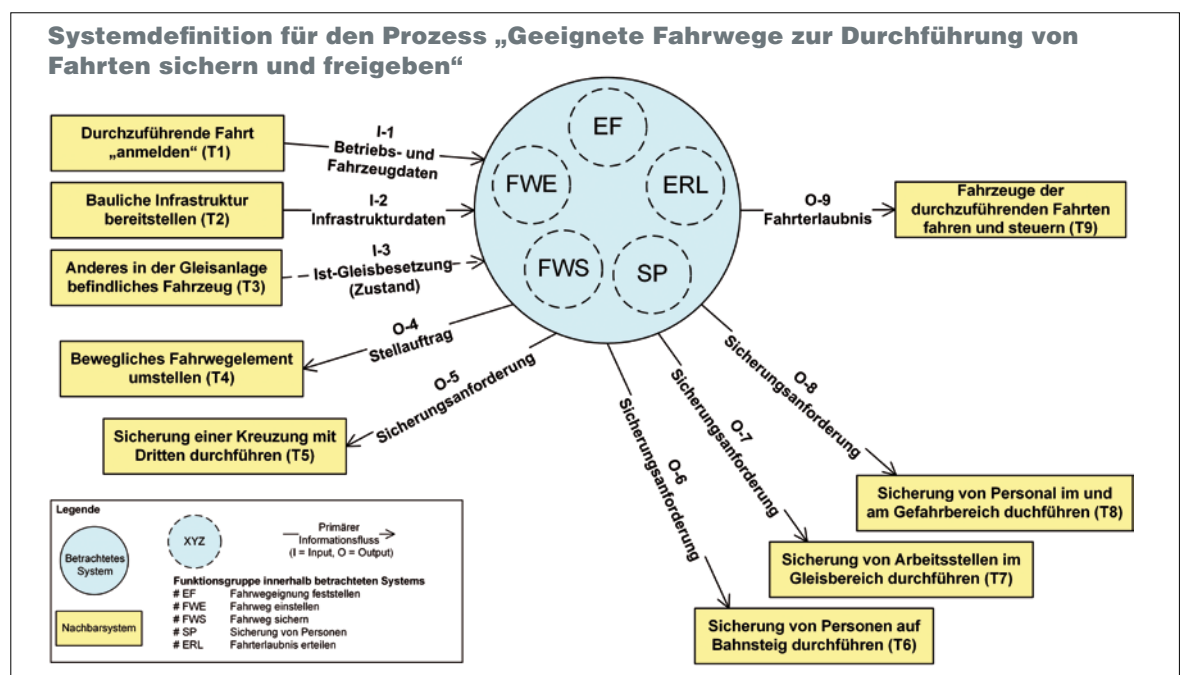 Systemdefinition für den Prozess „Geeignete Fahrwege zur Durchführung von
Fahrten sichern und freigeben“
Durchzuführende Fahrt
„anmelden“ (T1)
I-1
Betriebs- und
Fahrzeugdaten
Bauliche Infrastruktur
bereitstellen (T2)
I-2
Infrastrukturdaten
Anderes in der Gleisanlage
befindliches Fahrzeug (T3)
I-3
Ist-Gleisbesetzung
(Zustand)
EF
FWE
ERL
FWS
SP
O-9
Fahrterlaubnis
Fahrzeuge der
durchzuführenden Fahrten
fahren und steuern (T9)
O-4
Stellauftrag
Bewegliches Fahrwegelement
umstellen (T4)
O-5
Sicherungsanforderung
Sicherung einer Kreuzung mit
Dritten durchführen (T5)
O-6
Sicherungsanforderung
O-7
Sicherungsanforderung
O-8
Sicherungsanforderung
Sicherung von Personal im und
am Gefahrbereich duchführen (T8)
Sicherung von Arbeitsstellen im
Gleisbereich durchführen (T7)
Sicherung von Personen auf
Bahnsteig durchführen (T6)
Legende
Betrachtetes
System
Nachbarsystem
XYZ
Primärer
Informationsfluss
(I = Input, O = Output)
Funktionsgruppe innerhalb betrachteten Systems
# EF Fahrwegeignung feststellen
# FWE Fahrweg einstellen
# FWS Fahrweg sichern
# SP Sicherung von Personen
# ERL Fahrterlaubnis erteilen